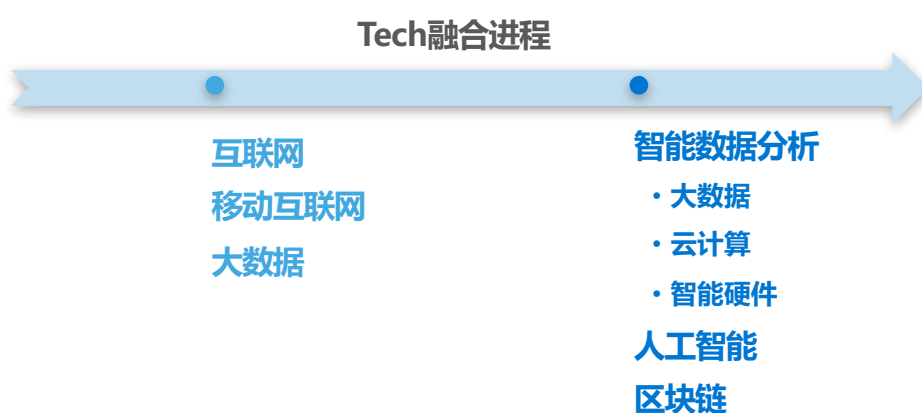 Tech融合进程
互联网
移动互联网
大数据
智能数据分析
・大数据
・云计算
・智能硬件
人工智能
区块链